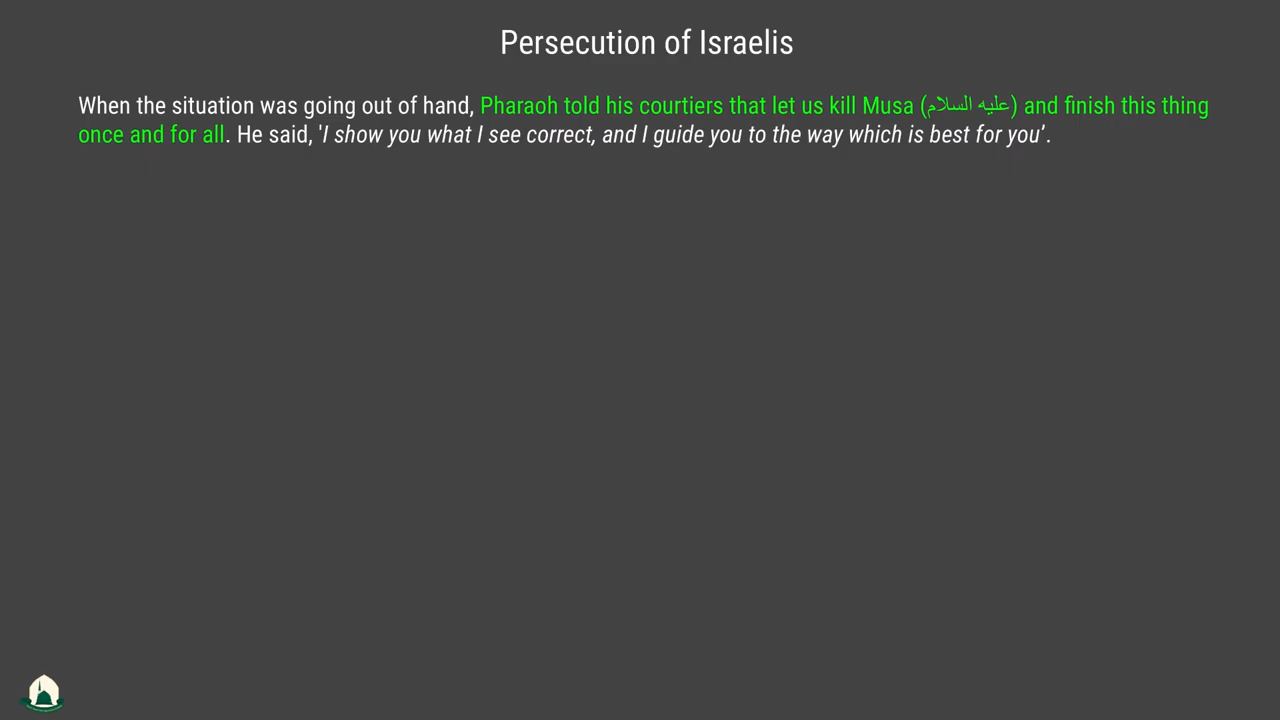 Persecution of Israelis
When the situation was going out of hand, Pharaoh told his courtiers that let us kill Musa (عليه السلام) and finish this thing
once and for all. He said, 'I show you what I see correct, and I guide you to the way which is best for you'.